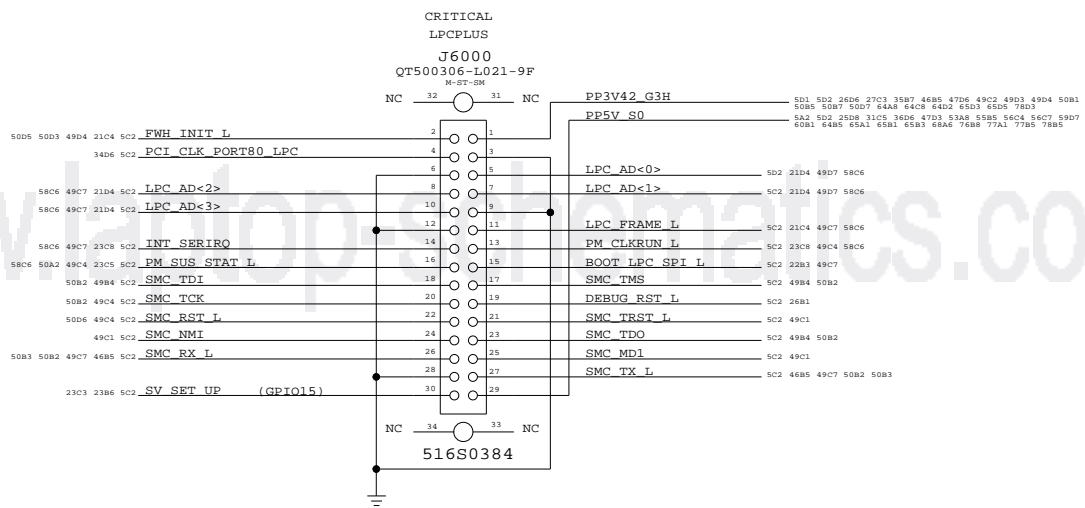 CRITICAL
LPCPLUS
J6000
QT500306-L021-9F
M-ST-SM
NC 32 31 NC
PP3V42_G3H 5D1 5D2 26D6 27C3 35B7 46B5 47D6 49C2 49D3 49D4 50B1
50B5 50B7 50D7 64A8 64C8 64D2 65D3 65D5 78D3
PP5V_S0 5A2 5D2 25D8 31C5 36D6 47D3 53A8 55B5 56C4 56C7 59D7
60B1 64B5 65A1 65B1 65B3 68A6 76B8 77A1 77B5 78B5
50D5 50D3 49D4 21C4 5C2 FWH_INIT_L 2 1
34D6 5C2 PCI_CLK_PORT80_LPC 4 3
6 5 LPC_AD<0> 5D2 21D4 49D7 58C6
58C6 49C7 21D4 5C2 LPC_AD<2> 8 7 LPC_AD<1> 5C2 21D4 49D7 58C6
58C6 49C7 21D4 5C2 LPC_AD<3> 10 9
12 11 LPC_FRAME_L 5C2 21C4 49C7 58C6
58C6 49C7 23C8 5C2 INT_SERIRQ 14 13 PM_CLKRUN_L 5C2 23C8 49C4 58C6
58C6 50A2 49C4 23C5 5C2 PM_SUS_STAT_L 16 15 BOOT_LPC_SPI_L 5C2 22B3 49C7
50B2 49B4 5C2 SMC_TDI 18 17 SMC_TMS 5C2 49B4 50B2
50B2 49C4 5C2 SMC_TCK 20 19 DEBUG_RST_L 5C2 26B1
50D6 49C4 5C2 SMC_RST_L 22 21 SMC_TRST_L 5C2 49C1
49C1 5C2 SMC_NMI 24 23 SMC_TDO 5C2 49B4 50B2
50B3 50B2 49C7 46B5 5C2 SMC_RX_L 26 25 SMC_MD1 5C2 49C1
28 27 SMC_TX_L 5C2 46B5 49C7 50B2 50B3
23C3 23B6 5C2 SV_SET_UP (GPIO15) 30 29
NC 34 33 NC
516S0384
w.laptop-schematics.co